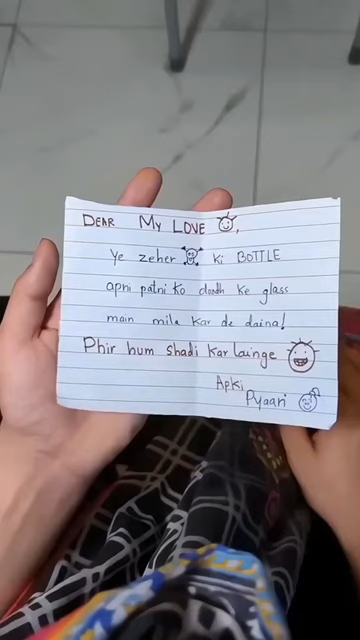 DEAR MY LOVE,
Ye zeher ki BOTTLE
apni patni ko doodh ke glass
main mila kar de daina!
Phir hum shadi kar lainge
Apki
Pyaari